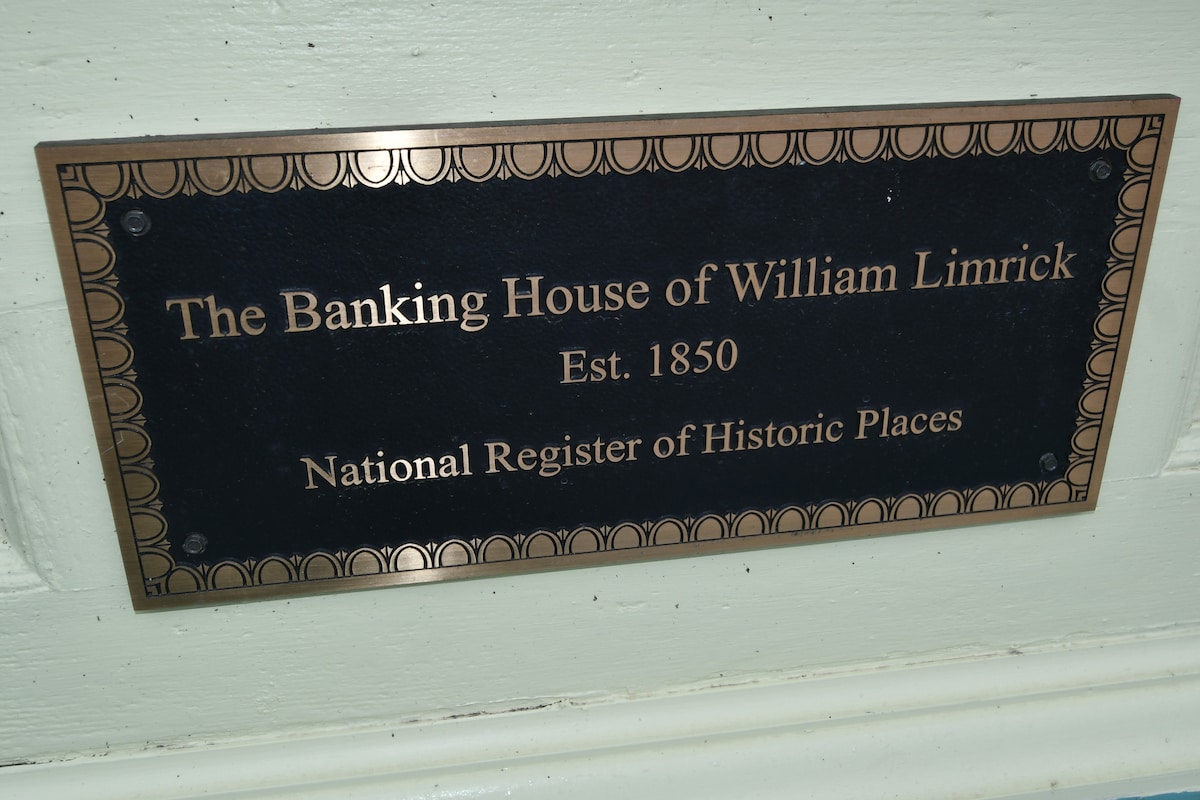 The Banking House of William Limrick
Est. 1850
National Register of Historic Places